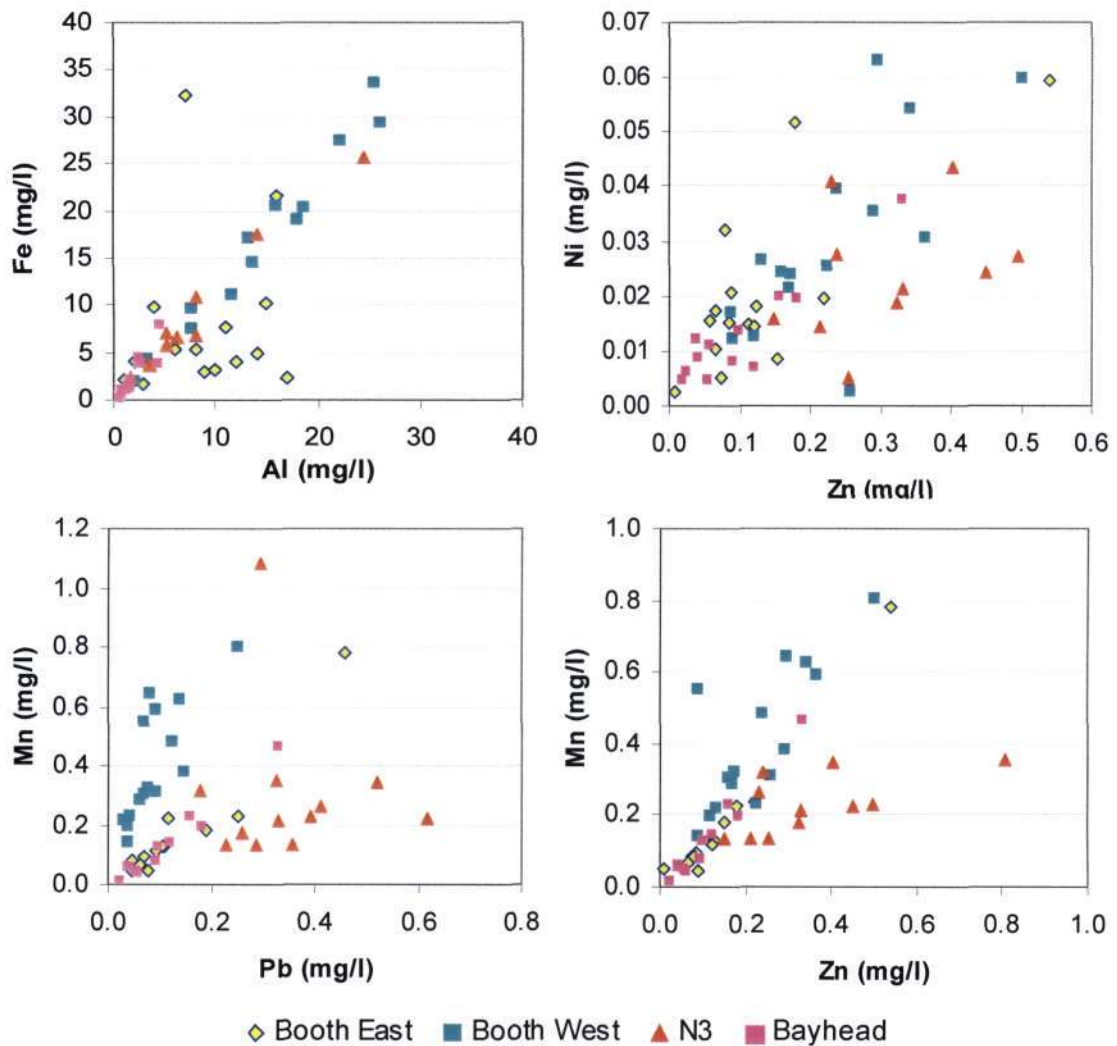 40
35
30
25
20
15
10
5
0
Fe (mg/l)
0 10 20 30 40
Al (mg/l)
0.07
0.06
0.05
0.04
0.03
0.02
0.01
0.00
Ni (mg/l)
0.0 0.1 0.2 0.3 0.4 0.5 0.6
Zn (mg/l)
1.2
1.0
0.8
0.6
0.4
0.2
0.0
Mn (mg/l)
0.0 0.2 0.4 0.6 0.8
Pb (mg/l)
1.0
0.8
0.6
0.4
0.2
0.0
Mn (mg/l)
0.0 0.2 0.4 0.6 0.8 1.0
Zn (mg/l)
Booth East Booth West N3 Bayhead